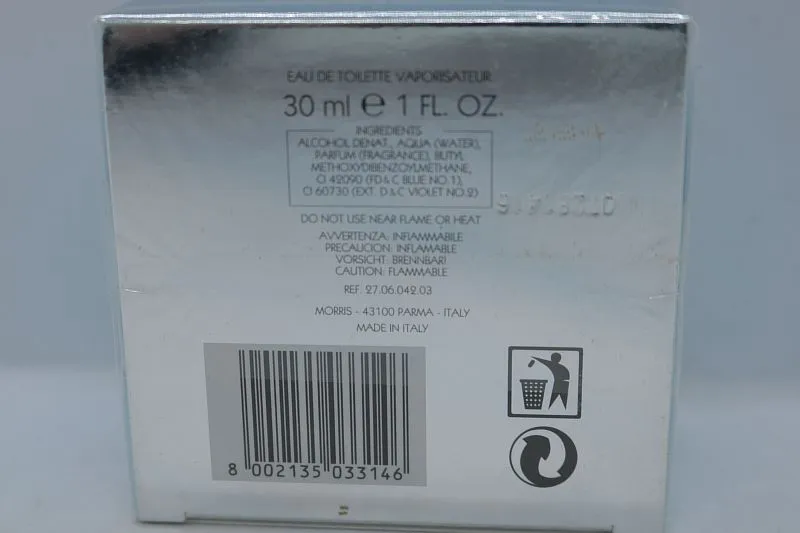 EAU DE TOILETTE VAPORISATEUR
30 ml ℮ 1 FL. OZ.
INGREDIENTS
ALCOHOL DENAT., AQUA (WATER),
PARFUM (FRAGRANCE), BUTYL
METHOXYDIBENZOYLMETHANE,
CI 42090 (FD & C BLUE NO.1),
CI 60730 (EXT. D & C VIOLET NO.2)
DO NOT USE NEAR FLAME OR HEAT
AVVERTENZA: INFIAMMABILE
PRECAUCION: INFLAMABLE
VORSICHT: BRENNBAR!
CAUTION: FLAMMABLE
REF. 27.06.042.03
MORRIS - 43100 PARMA - ITALY
MADE IN ITALY
8 002135 033146